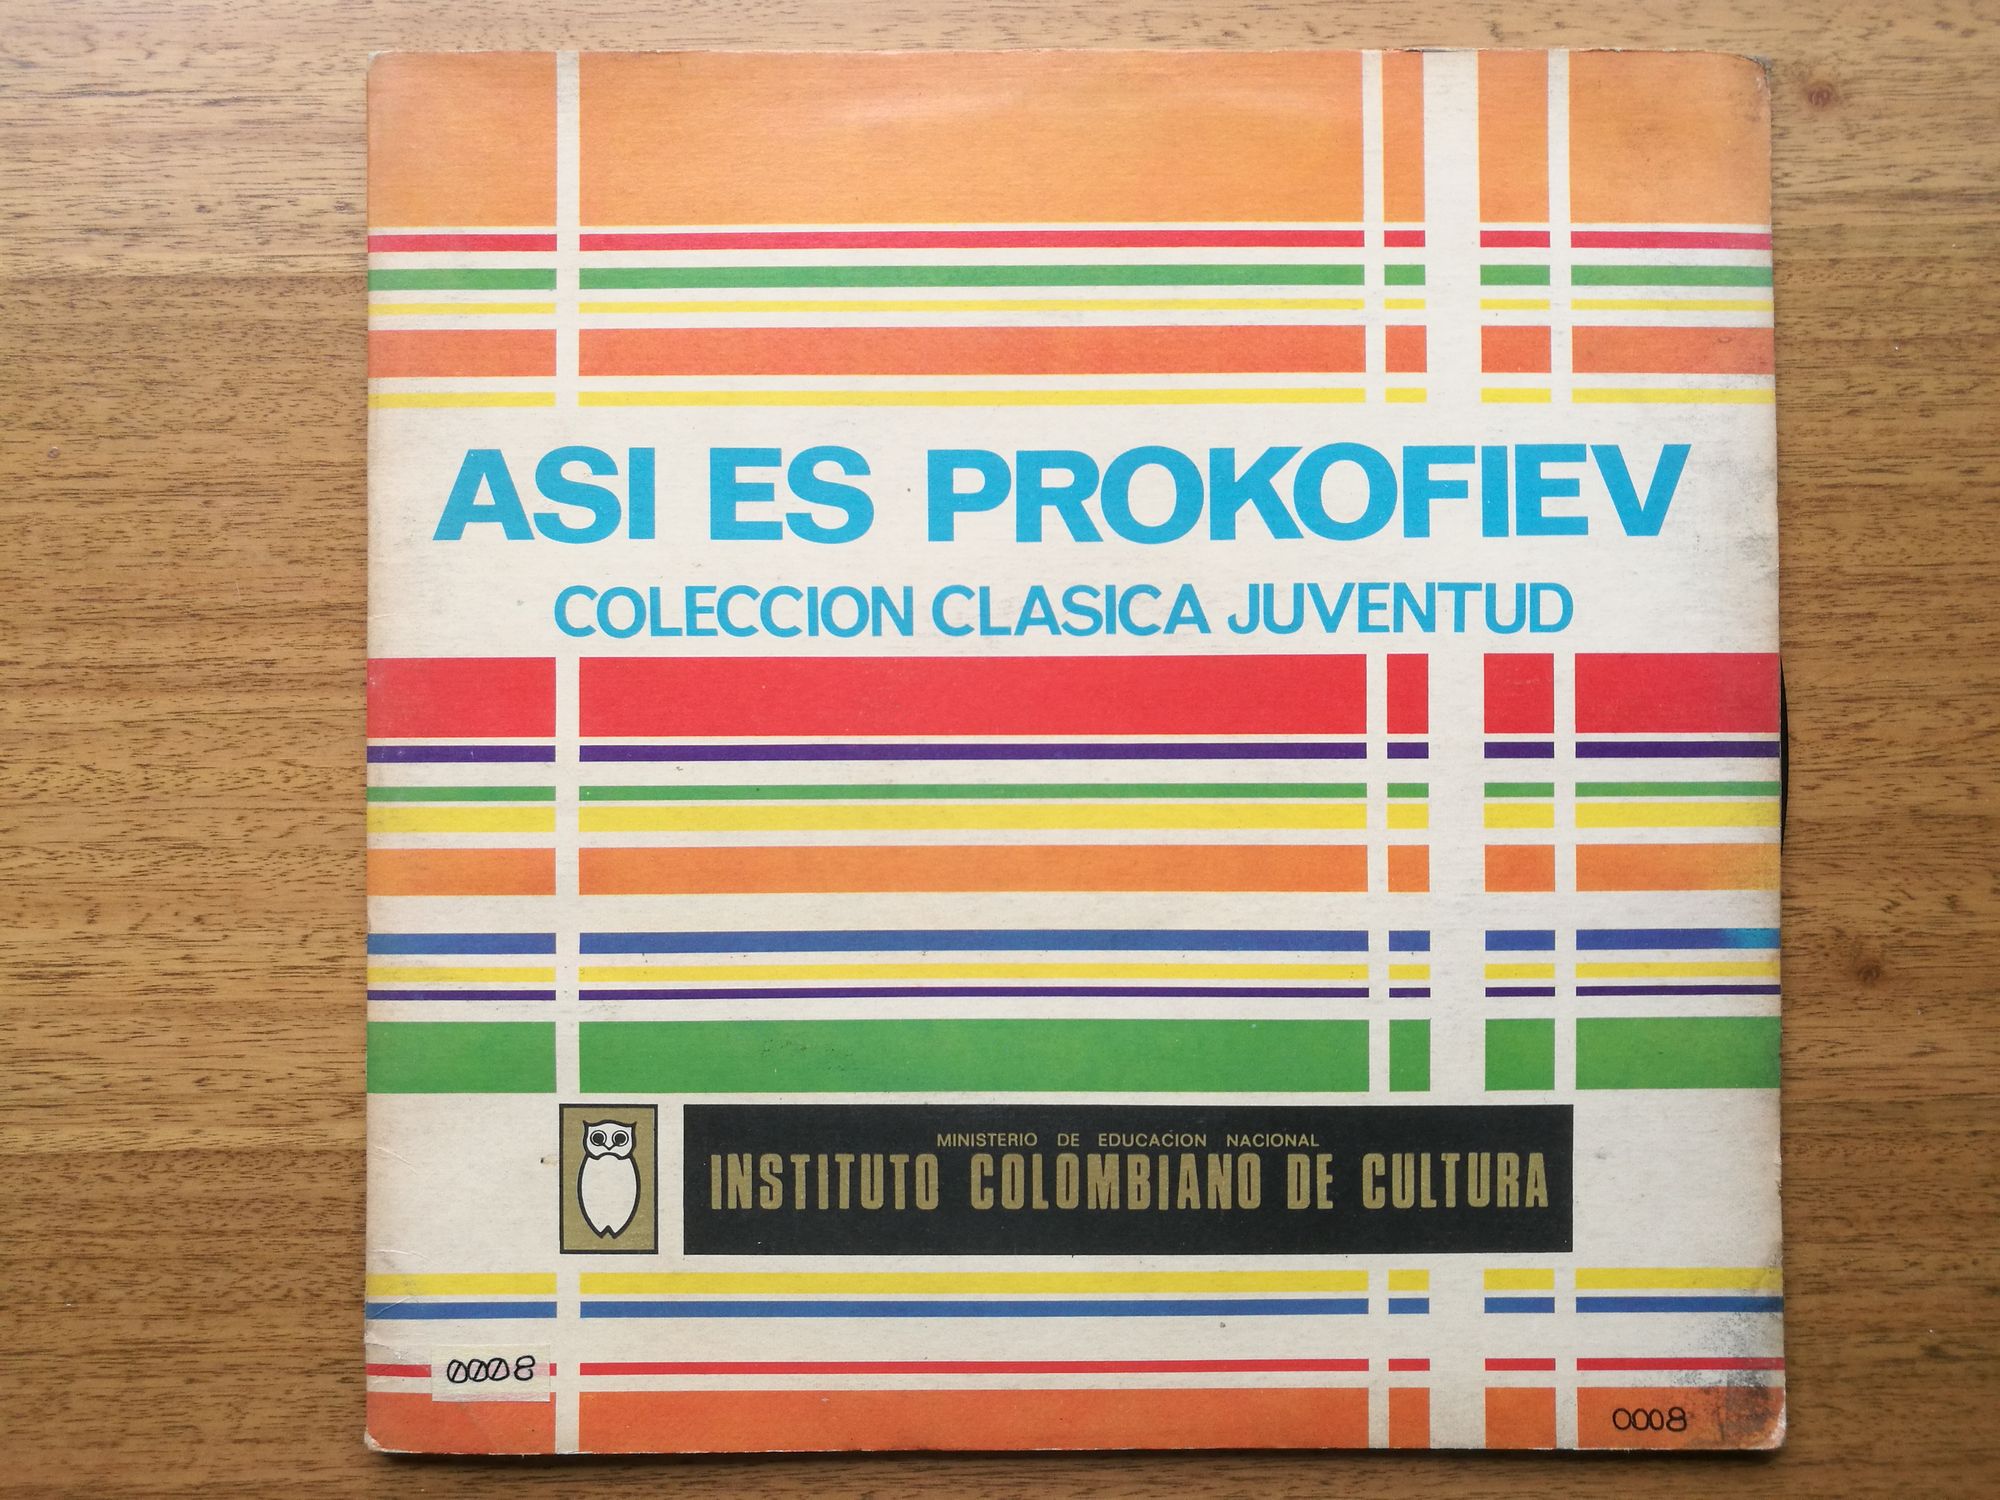 ASI ES PROKOFIEV
COLECCION CLASICA JUVENTUD
MINISTERIO DE EDUCACION NACIONAL
INSTITUTO COLOMBIANO DE CULTURA
0008
0008